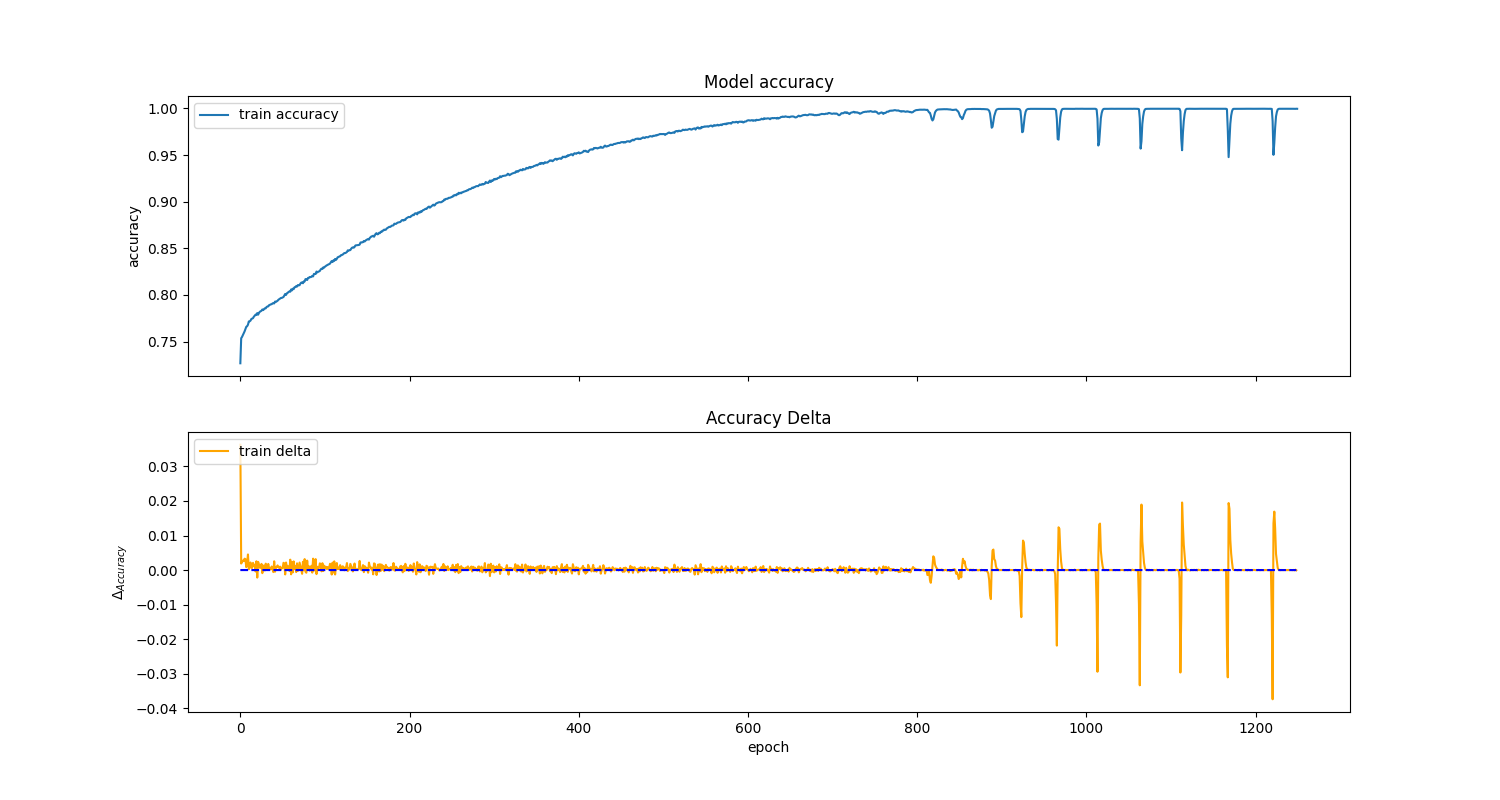 Model accuracy
train accuracy
1.00
0.95
0.90
0.85
0.80
0.75
accuracy
Accuracy Delta
train delta
0.03
0.02
0.01
0.00
−0.01
−0.02
−0.03
−0.04
Δ_Accuracy
0 200 400 600 800 1000 1200
epoch